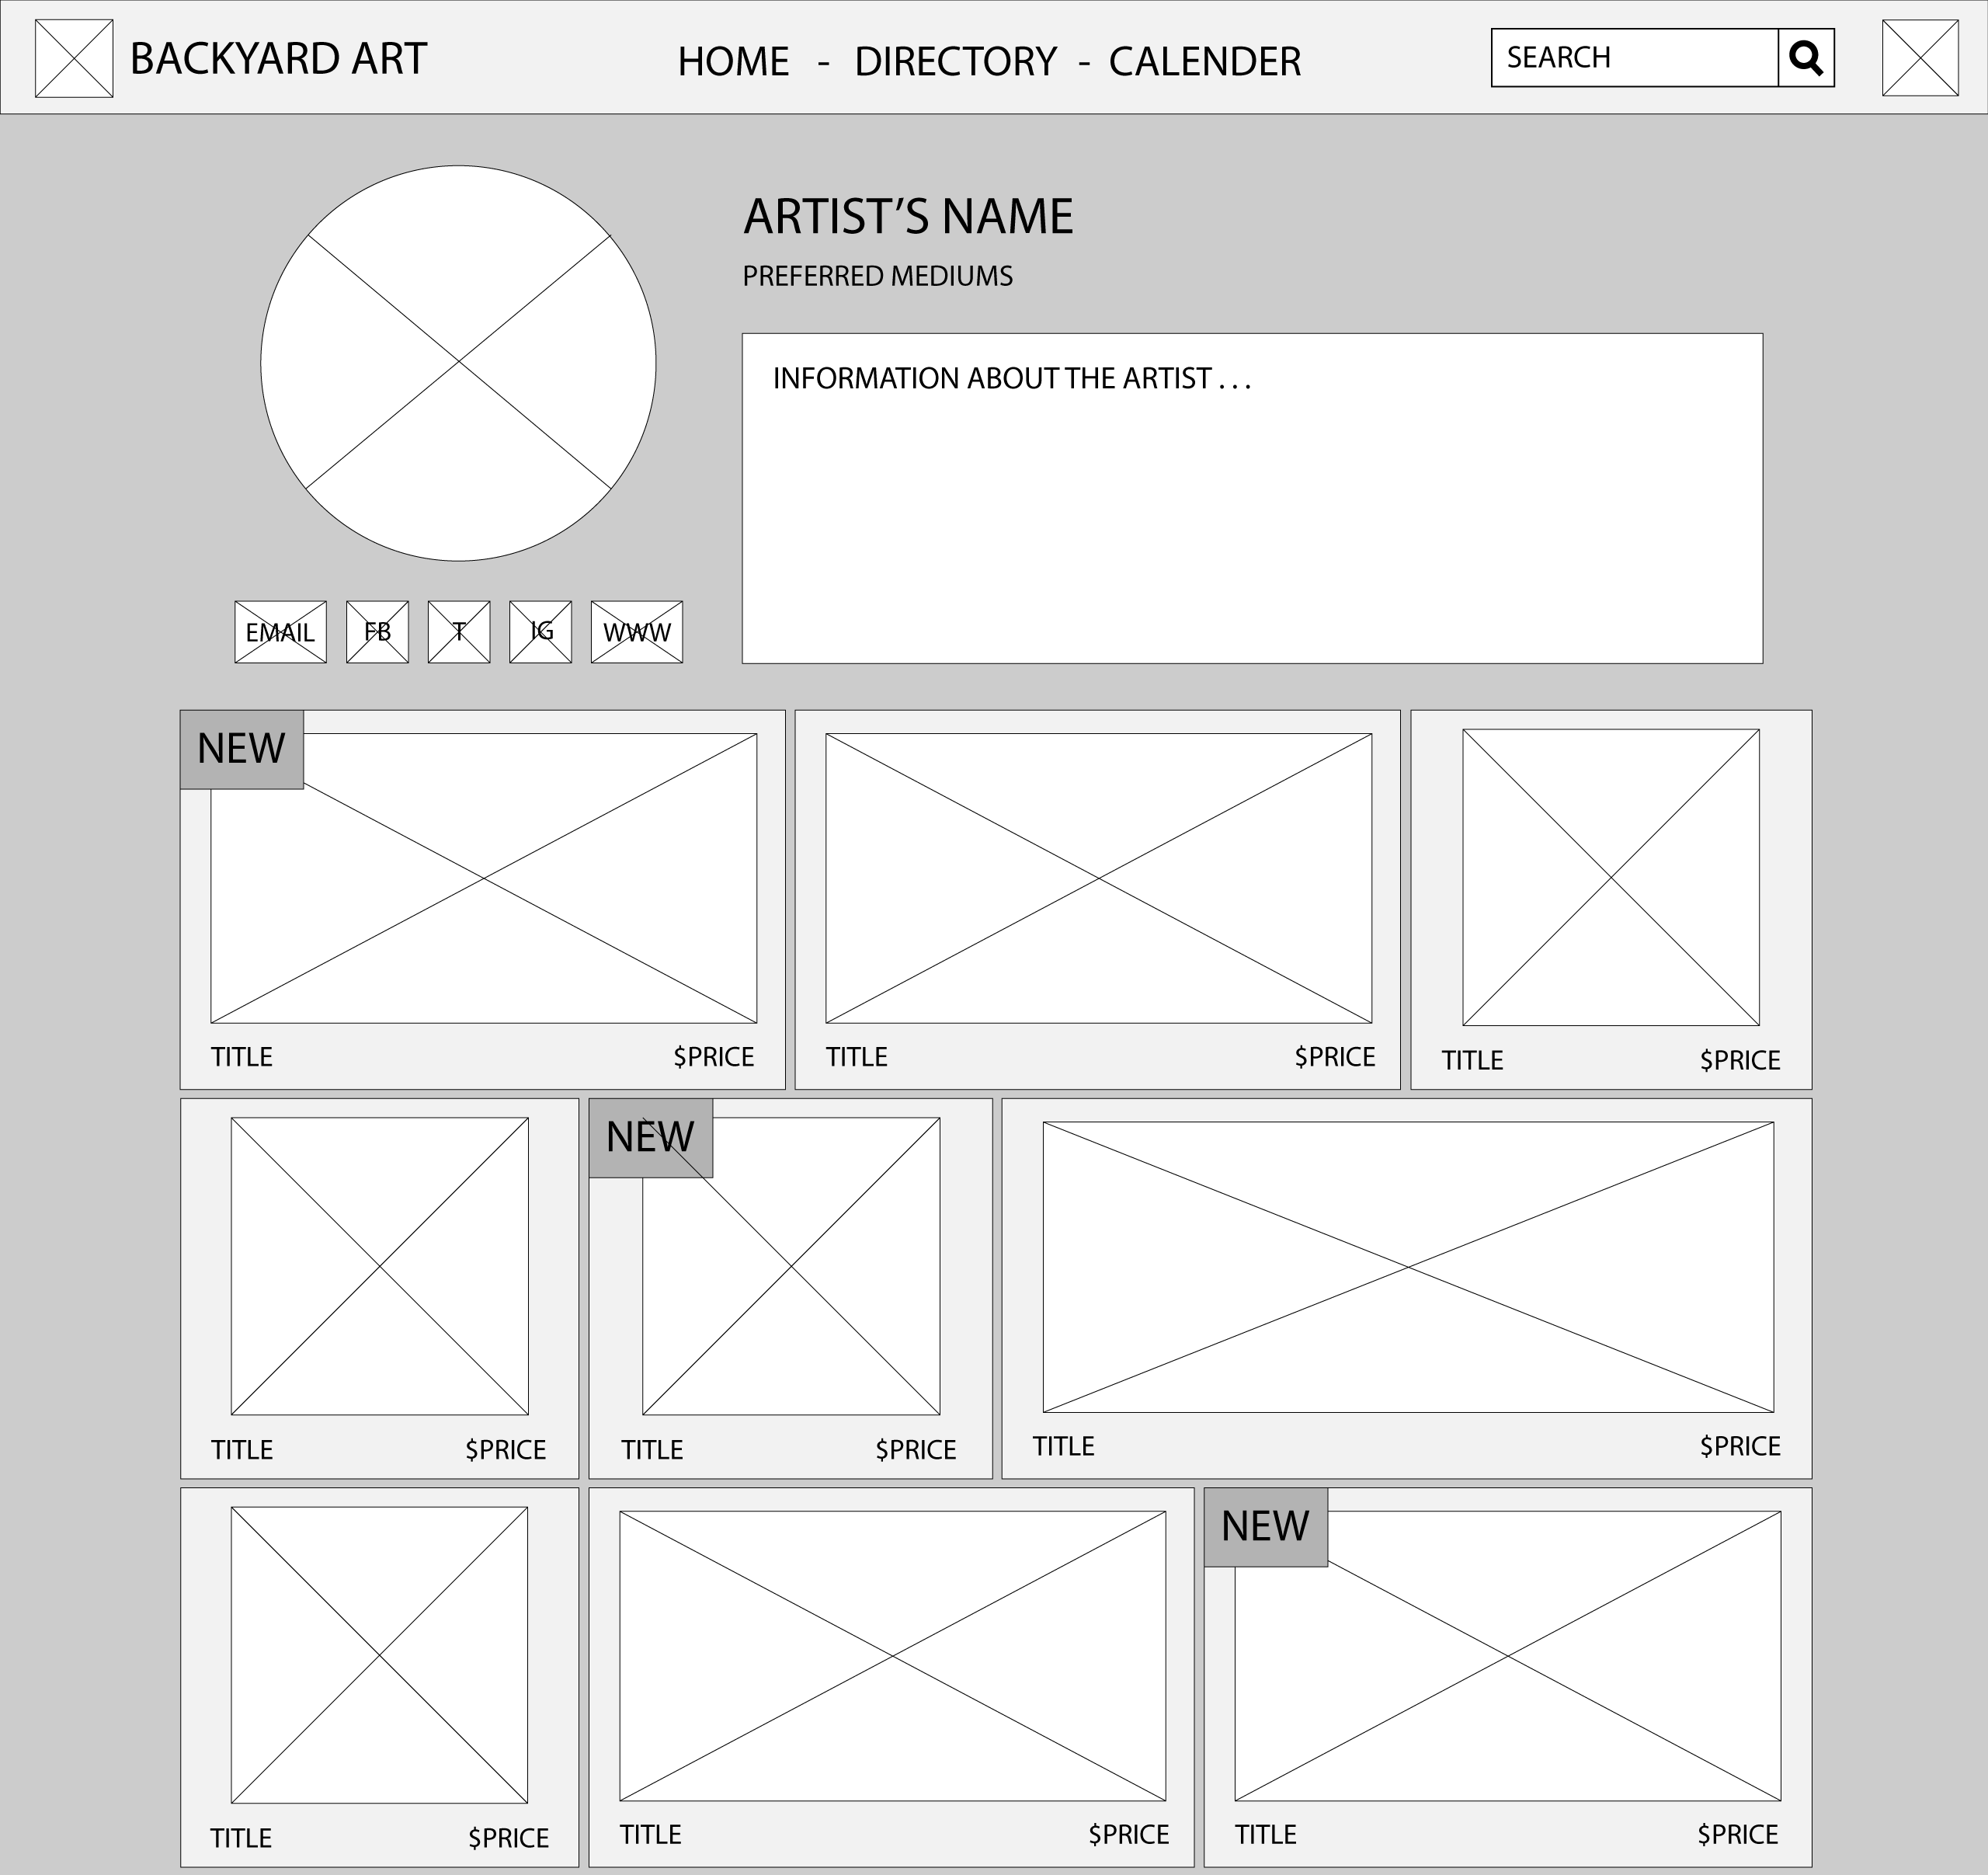 BACKYARD ART
HOME - DIRECTORY - CALENDER
SEARCH
ARTIST’S NAME
PREFERRED MEDIUMS
INFORMATION ABOUT THE ARTIST . . .
EMAIL FB T IG WWW
NEW
TITLE $PRICE
TITLE $PRICE
TITLE $PRICE
TITLE $PRICE
NEW
TITLE $PRICE
TITLE $PRICE
TITLE $PRICE
TITLE $PRICE
NEW
TITLE $PRICE